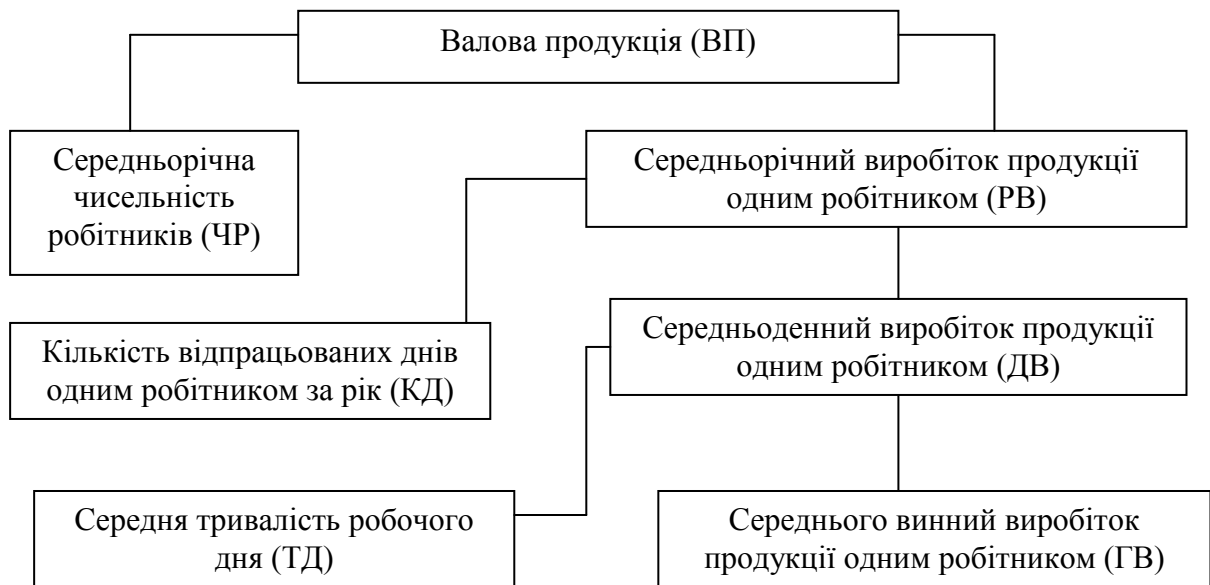 Валова продукція (ВП)
Середньорічна
чисельність
робітників (ЧР)
Середньорічний виробіток продукції
одним робітником (РВ)
Кількість відпрацьованих днів
одним робітником за рік (КД)
Середньоденний виробіток продукції
одним робітником (ДВ)
Середня тривалість робочого
дня (ТД)
Середнього винний виробіток
продукції одним робітником (ГВ)